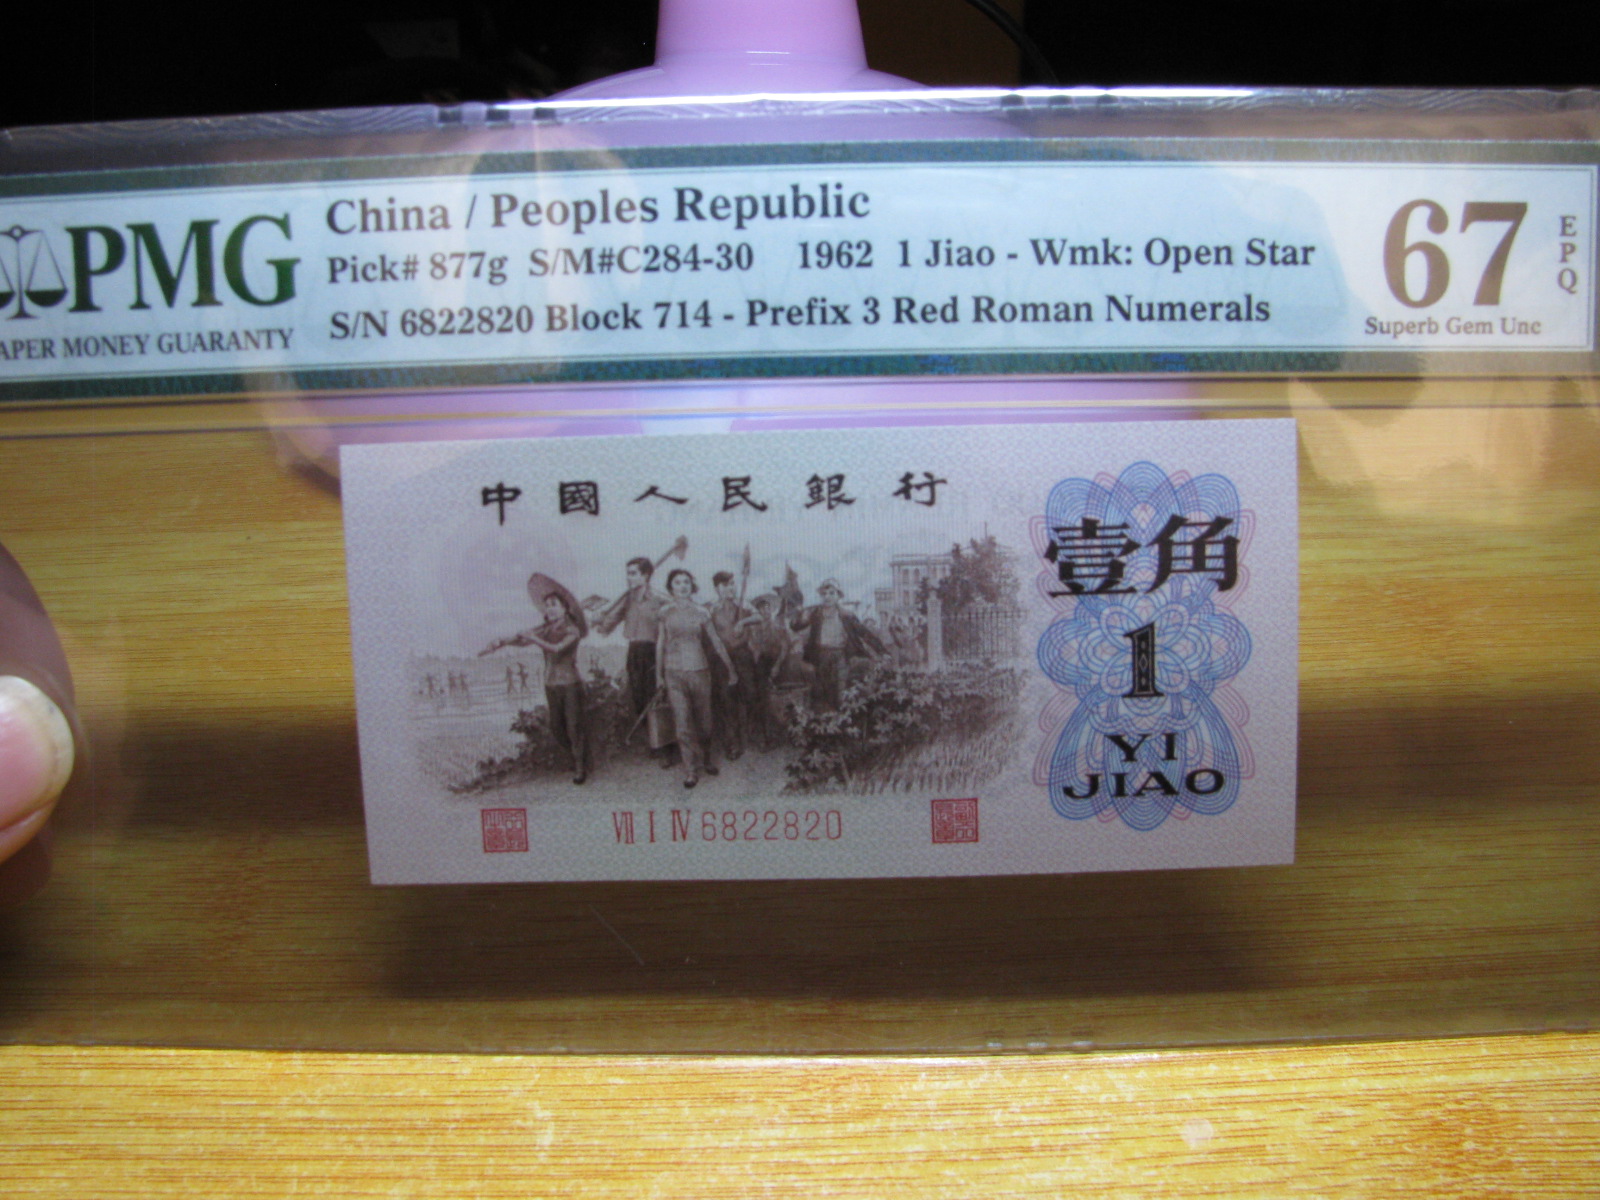 PMG
APER MONEY GUARANTY
China / Peoples Republic
Pick# 877g S/M#C284-30 1962 1 Jiao - Wmk: Open Star
S/N 6822820 Block 714 - Prefix 3 Red Roman Numerals
67
EPQ
Superb Gem Unc
中國人民銀行
壹角
1
YI
JIAO
VII I IV 6822820